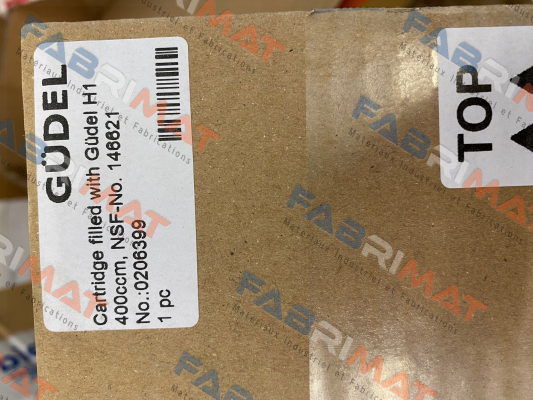 GÜDEL
Cartridge filled with Güdel H1
400ccm, NSF-No. 146621
No.:0206399
1 pc
TOP
FABRIMAT
Materiaux Industriel et Fabrications